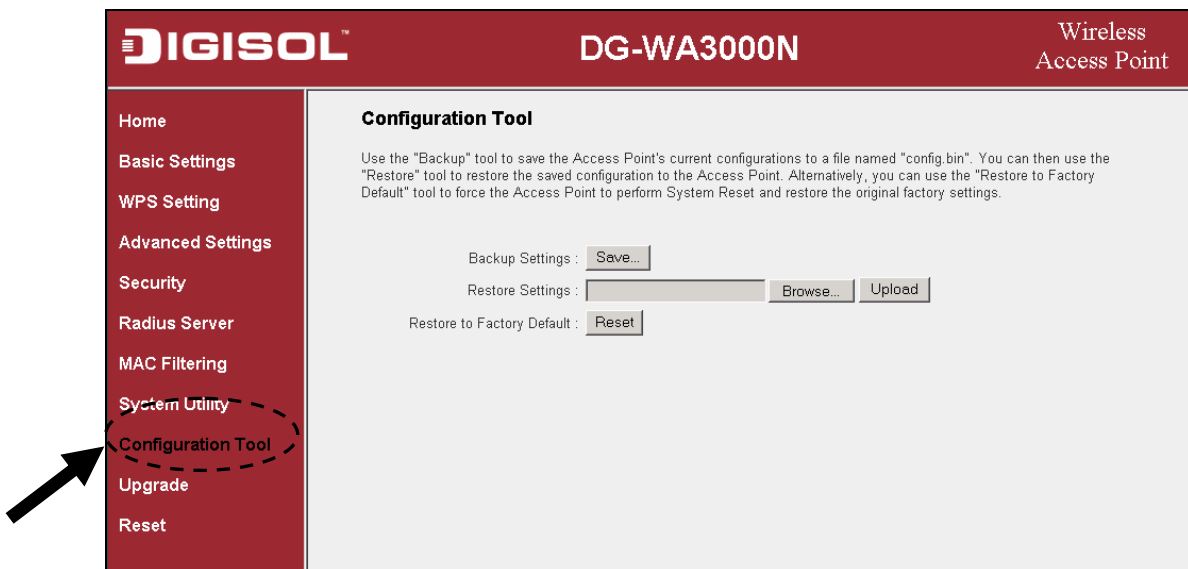 DIGISOL™
DG-WA3000N
Wireless
Access Point
Home
Basic Settings
WPS Setting
Advanced Settings
Security
Radius Server
MAC Filtering
System Utility
Configuration Tool
Upgrade
Reset
Configuration Tool
Use the "Backup" tool to save the Access Point's current configurations to a file named "config.bin". You can then use the
"Restore" tool to restore the saved configuration to the Access Point. Alternatively, you can use the "Restore to Factory
Default" tool to force the Access Point to perform System Reset and restore the original factory settings.
Backup Settings : Save...
Restore Settings : Browse... Upload
Restore to Factory Default : Reset